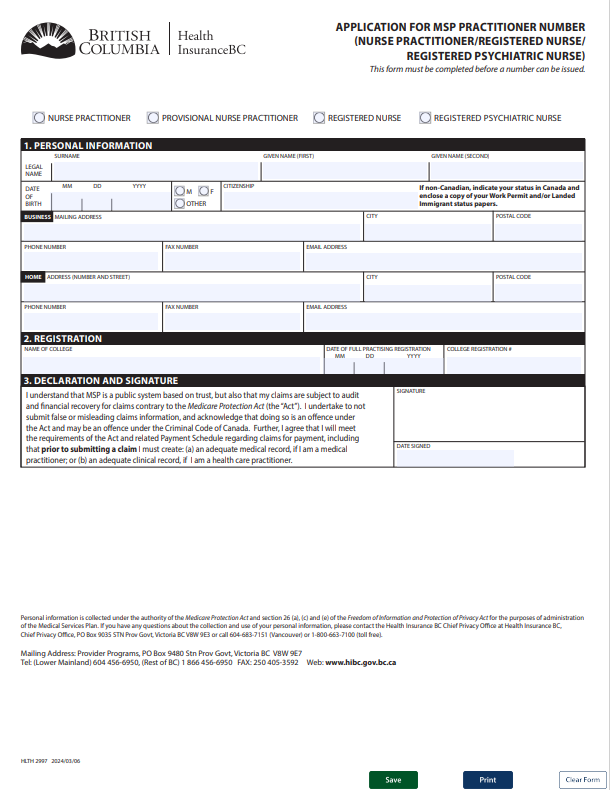 BRITISH COLUMBIA
Health InsuranceBC
APPLICATION FOR MSP PRACTITIONER NUMBER
(NURSE PRACTITIONER/REGISTERED NURSE/
REGISTERED PSYCHIATRIC NURSE)
This form must be completed before a number can be issued.
NURSE PRACTITIONER PROVISIONAL NURSE PRACTITIONER REGISTERED NURSE REGISTERED PSYCHIATRIC NURSE
1. PERSONAL INFORMATION
LEGAL NAME SURNAME GIVEN NAME (FIRST) GIVEN NAME (SECOND)
DATE OF BIRTH MM DD YYYY M F OTHER CITIZENSHIP
If non-Canadian, indicate your status in Canada and
enclose a copy of your Work Permit and/or Landed
Immigrant status papers.
BUSINESS MAILING ADDRESS CITY POSTAL CODE
PHONE NUMBER FAX NUMBER EMAIL ADDRESS
HOME ADDRESS (NUMBER AND STREET) CITY POSTAL CODE
PHONE NUMBER FAX NUMBER EMAIL ADDRESS
2. REGISTRATION
NAME OF COLLEGE DATE OF FULL PRACTISING REGISTRATION COLLEGE REGISTRATION #
MM DD YYYY
3. DECLARATION AND SIGNATURE
I understand that MSP is a public system based on trust, but also that my claims are subject to audit
and financial recovery for claims contrary to the Medicare Protection Act (the "Act"). I undertake to not
submit false or misleading claims information, and acknowledge that doing so is an offence under
the Act and may be an offence under the Criminal Code of Canada. Further, I agree that I will meet
the requirements of the Act and related Payment Schedule regarding claims for payment, including
that prior to submitting a claim I must create: (a) an adequate medical record, if I am a medical
practitioner; or (b) an adequate clinical record, if I am a health care practitioner.
SIGNATURE
DATE SIGNED
Personal information is collected under the authority of the Medicare Protection Act and section 26 (a), (c) and (e) of the Freedom of Information and Protection of Privacy Act for the purposes of administration
of the Medical Services Plan. If you have any questions about the collection and use of your personal information, please contact the Health Insurance BC Chief Privacy Office at Health Insurance BC,
Chief Privacy Office, PO Box 9035 STN Prov Govt, Victoria BC V8W 9E3 or call 604-683-7151 (Vancouver) or 1-800-663-7100 (toll free).
Mailing Address: Provider Programs, PO Box 9480 Stn Prov Govt, Victoria BC V8W 9E7
Tel: (Lower Mainland) 604 456-6950, (Rest of BC) 1 866 456-6950 FAX: 250 405-3592 Web: www.hibc.gov.bc.ca
HLTH 2997 2024/03/06
Save Print Clear Form